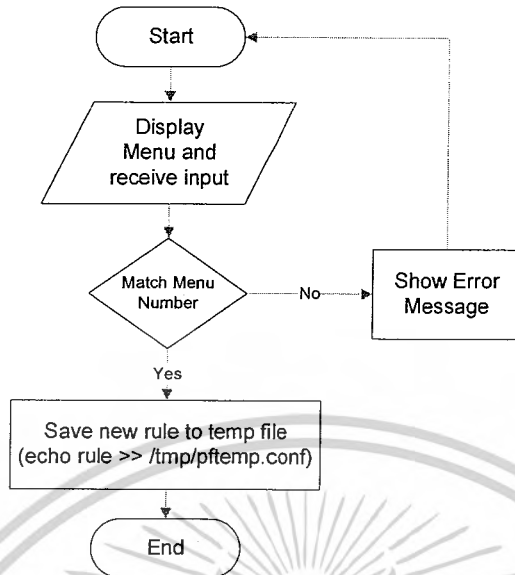 Start
Display
Menu and
receive input
Match Menu
Number
No
Show Error
Message
Yes
Save new rule to temp file
(echo rule >> /tmp/pftemp.conf)
End